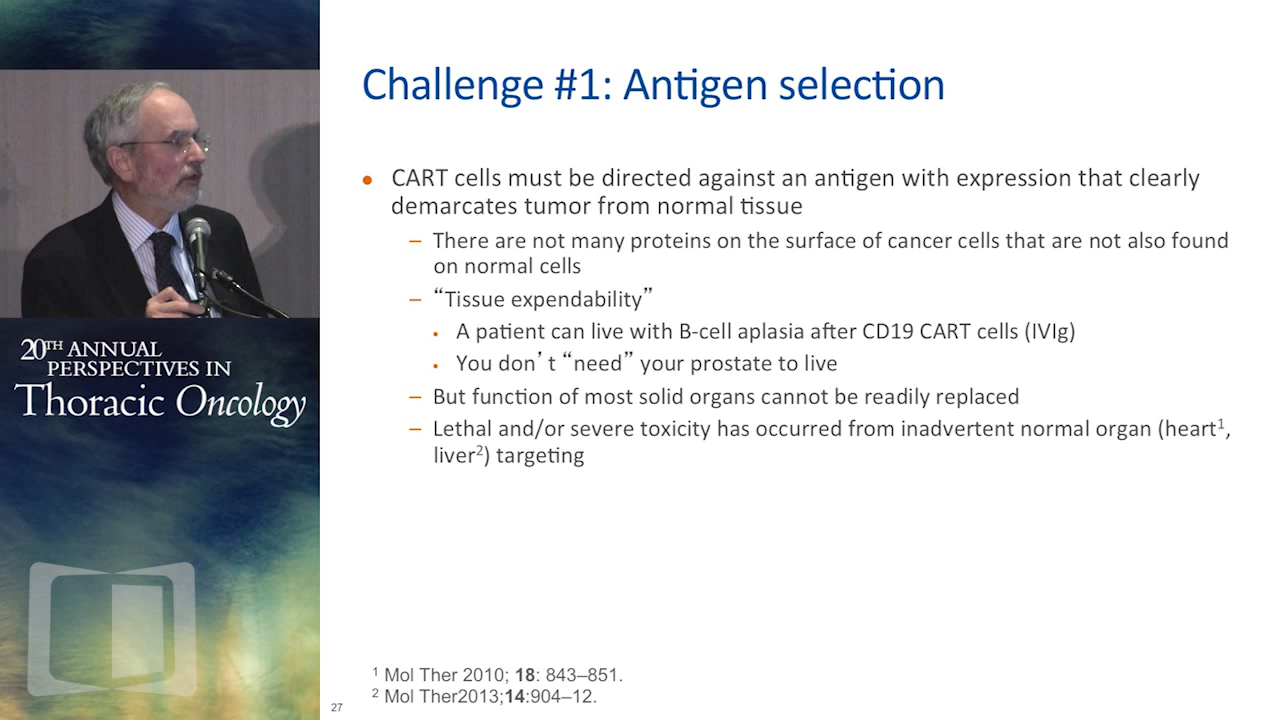 20TH ANNUAL
PERSPECTIVES IN
Thoracic Oncology
Challenge #1: Antigen selection
• CART cells must be directed against an antigen with expression that clearly
demarcates tumor from normal tissue
– There are not many proteins on the surface of cancer cells that are not also found
on normal cells
– “Tissue expendability”
• A patient can live with B-cell aplasia after CD19 CART cells (IVIg)
• You don’t “need” your prostate to live
– But function of most solid organs cannot be readily replaced
– Lethal and/or severe toxicity has occurred from inadvertent normal organ (heart1,
liver2) targeting
1 Mol Ther 2010; 18: 843–851.
2 Mol Ther2013;14:904–12.
27